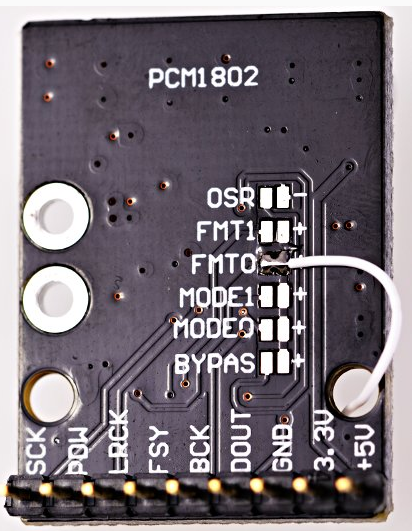 PCM1802
OSR -
FMT1 +
FMT0 +
MODE1 +
MODE0 +
BYPAS +
SCK
POW
LRCK
FSY
BCK
DOUT
GND
3.3V
+5V